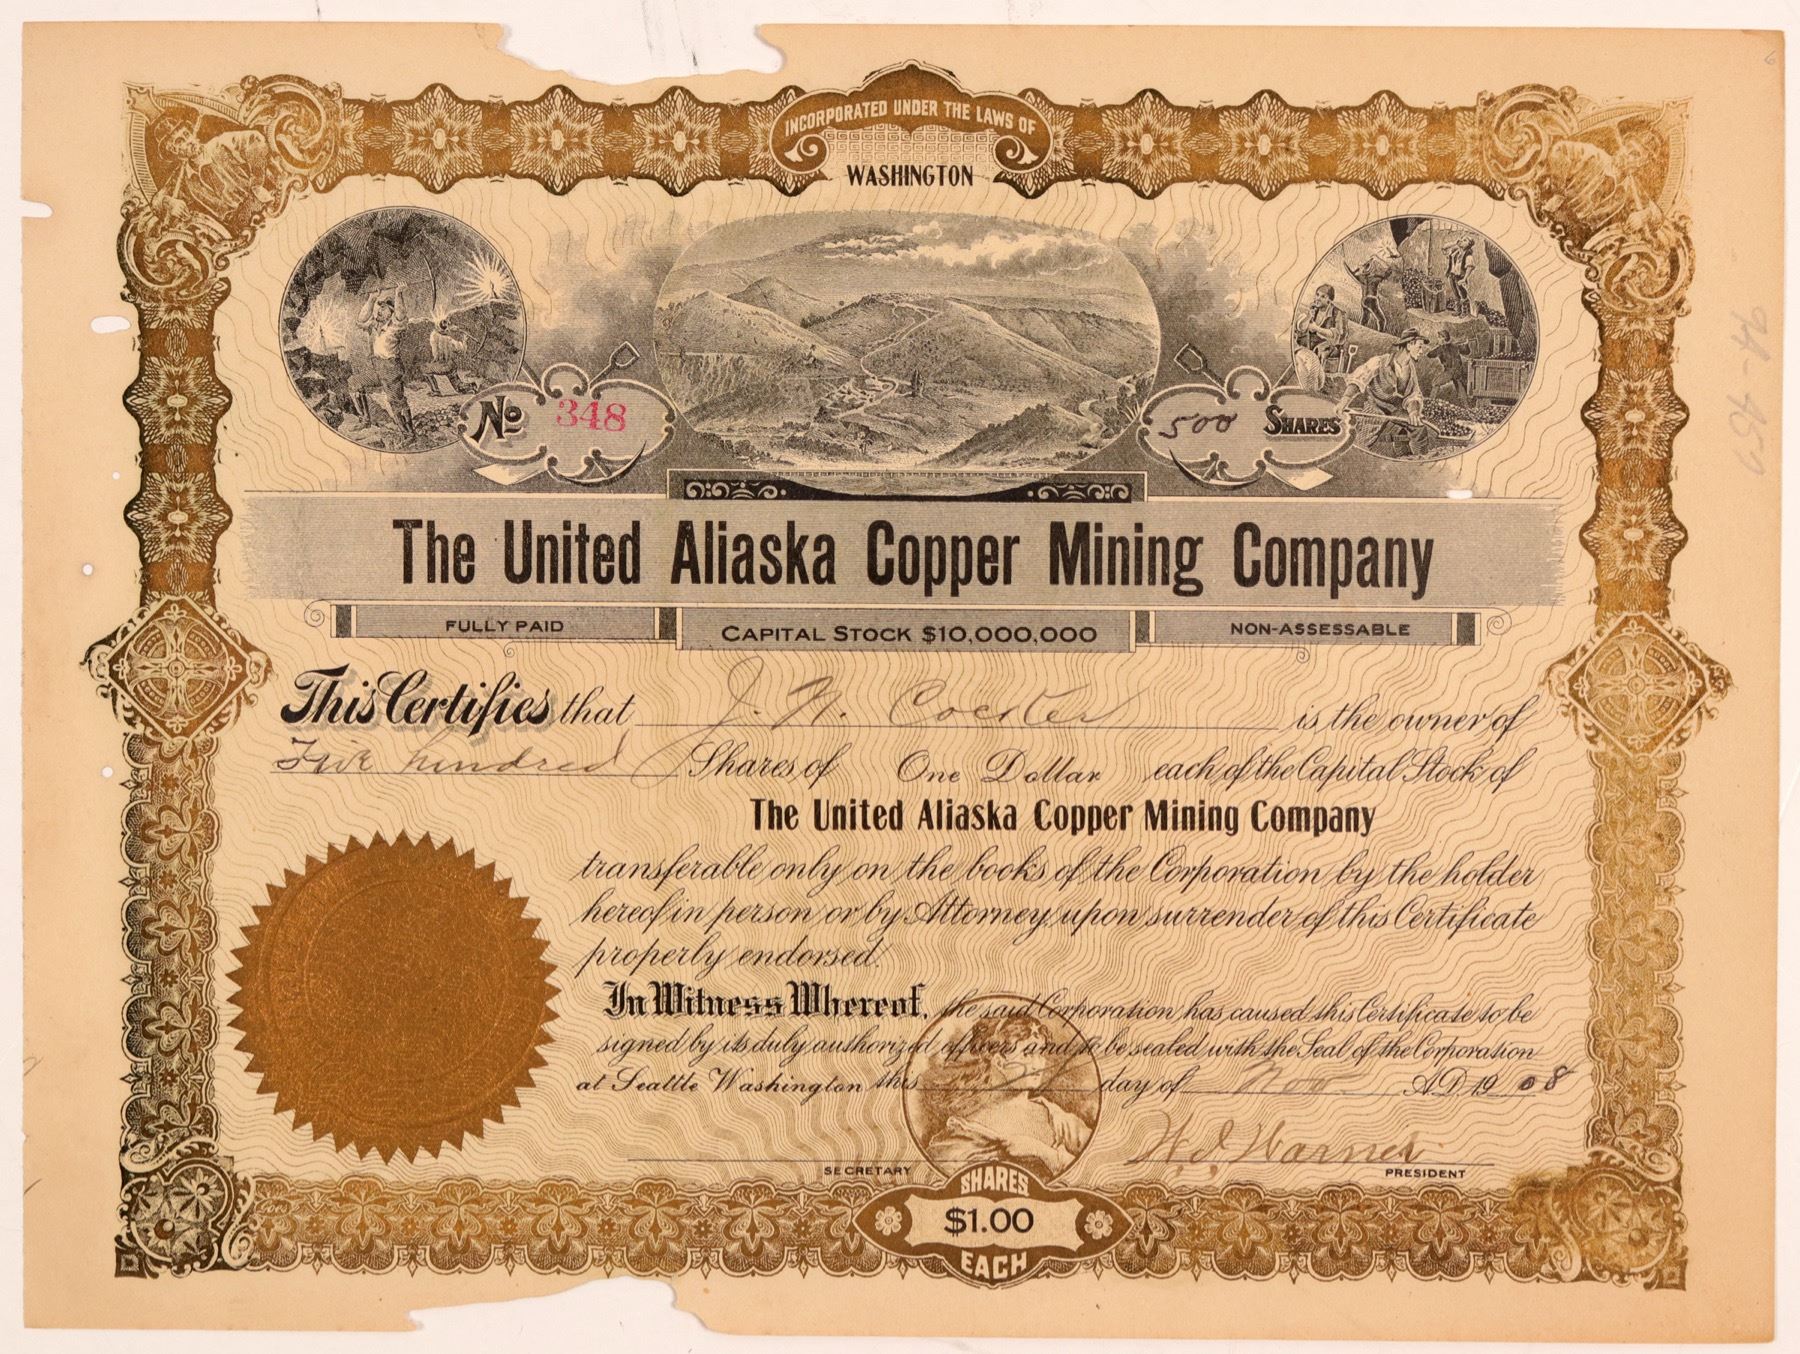 INCORPORATED UNDER THE LAWS OF
WASHINGTON
No 348
500 SHARES
The United Aliaska Copper Mining Company
FULLY PAID
CAPITAL STOCK $10,000,000
NON-ASSESSABLE
This Certifies that J. N. Coester is the owner of
Five hundred Shares of One Dollar each of the Capital Stock of
The United Aliaska Copper Mining Company
transferable only on the books of the Corporation by the holder
hereof in person or by Attorney upon surrender of this Certificate
properly endorsed.
In Witness Whereof, the said Corporation has caused this Certificate to be
signed by its duly authorized officers and to be sealed with the Seal of the Corporation
at Seattle Washington this day of Nov A.D. 19 08
SECRETARY
PRESIDENT
SHARES
$1.00
EACH